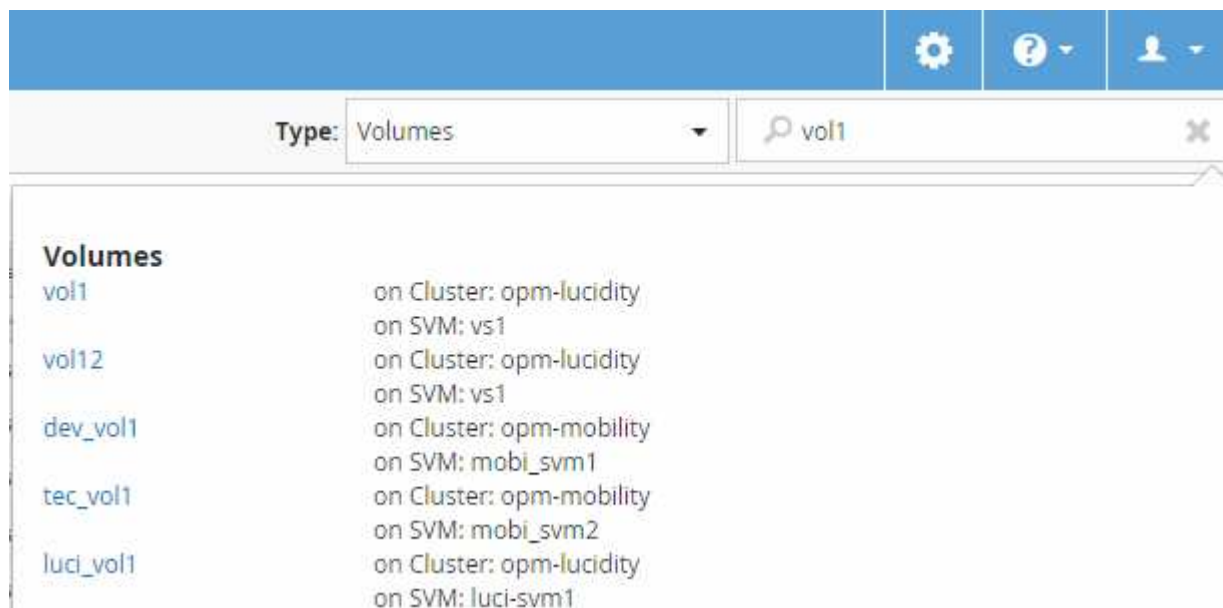 Type: Volumes vol1
Volumes
vol1 on Cluster: opm-lucidity
on SVM: vs1
vol12 on Cluster: opm-lucidity
on SVM: vs1
dev_vol1 on Cluster: opm-mobility
on SVM: mobi_svm1
tec_vol1 on Cluster: opm-mobility
on SVM: mobi_svm2
luci_vol1 on Cluster: opm-lucidity
on SVM: luci-svm1